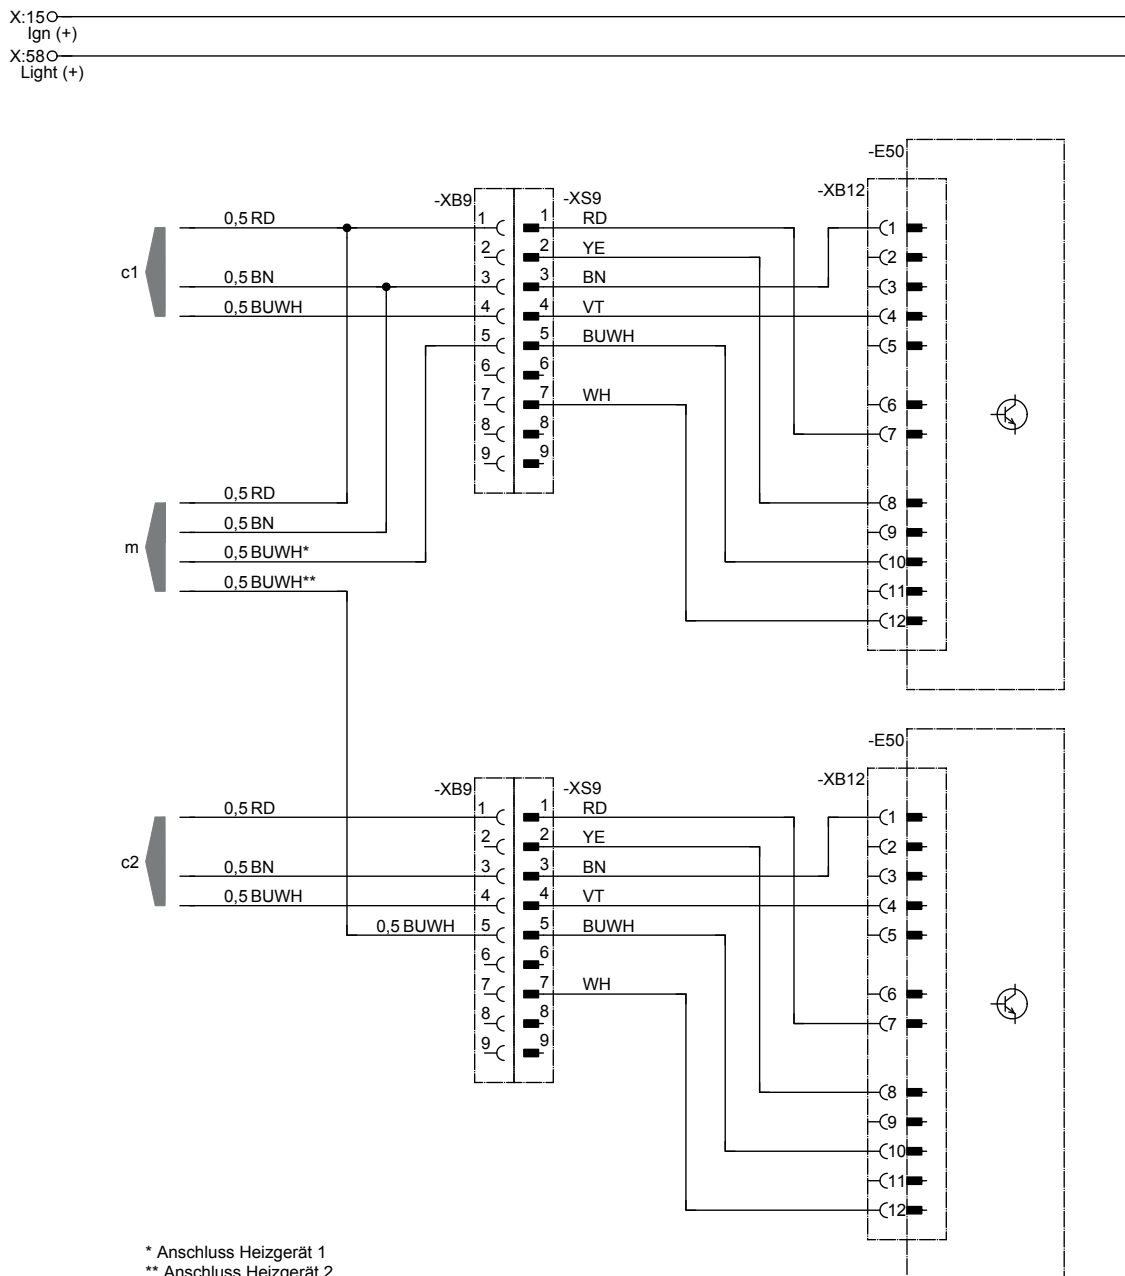 X:15
Ign (+)
X:58
Light (+)
-E50
-XB12
-XB9
-XS9
c1
0,5 RD
1
1
RD
1
2
2
YE
2
0,5 BN
3
3
BN
3
0,5 BUWH
4
4
VT
4
5
5
BUWH
5
6
6
7
7
WH
6
8
8
7
9
9
m
0,5 RD
8
0,5 BN
9
0,5 BUWH*
10
0,5 BUWH**
11
12
-E50
-XB12
-XB9
-XS9
c2
0,5 RD
1
1
RD
1
2
2
YE
2
0,5 BN
3
3
BN
3
0,5 BUWH
4
4
VT
4
0,5 BUWH
5
5
BUWH
5
6
6
7
7
WH
6
8
8
7
9
9
8
9
10
11
12
* Anschluss Heizgerät 1
** Anschluss Heizgerät 2